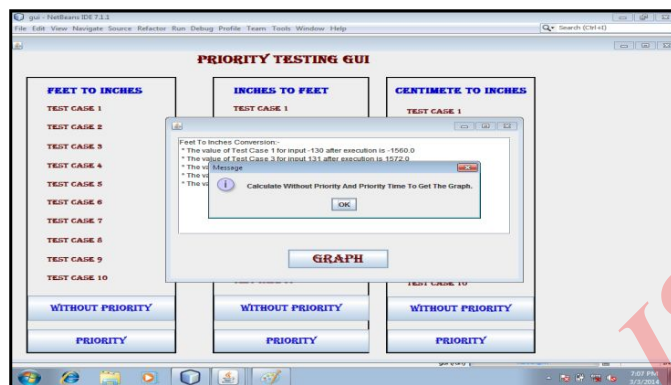 gui - NetBeans IDE 7.1.1
File Edit View Navigate Source Refactor Run Debug Profile Team Tools Window Help
Search (Ctrl+I)
PRIORITY TESTING GUI
FEET TO INCHES
INCHES TO FEET
CENTIMETE TO INCHES
TEST CASE 1
TEST CASE 1
TEST CASE 1
TEST CASE 2
TEST CASE 3
TEST CASE 4
TEST CASE 5
TEST CASE 6
TEST CASE 7
TEST CASE 8
TEST CASE 9
TEST CASE 10
TEST CASE 10
Feet To Inches Conversion:-
* The value of Test Case 1 for input -130 after execution is -1560.0
* The value of Test Case 3 for input 131 after execution is 1572.0
* The va
* The va
* The va
Message
Calculate Without Priority And Priority Time To Get The Graph.
OK
GRAPH
WITHOUT PRIORITY
WITHOUT PRIORITY
WITHOUT PRIORITY
PRIORITY
PRIORITY
PRIORITY
7:07 PM
3/3/2014